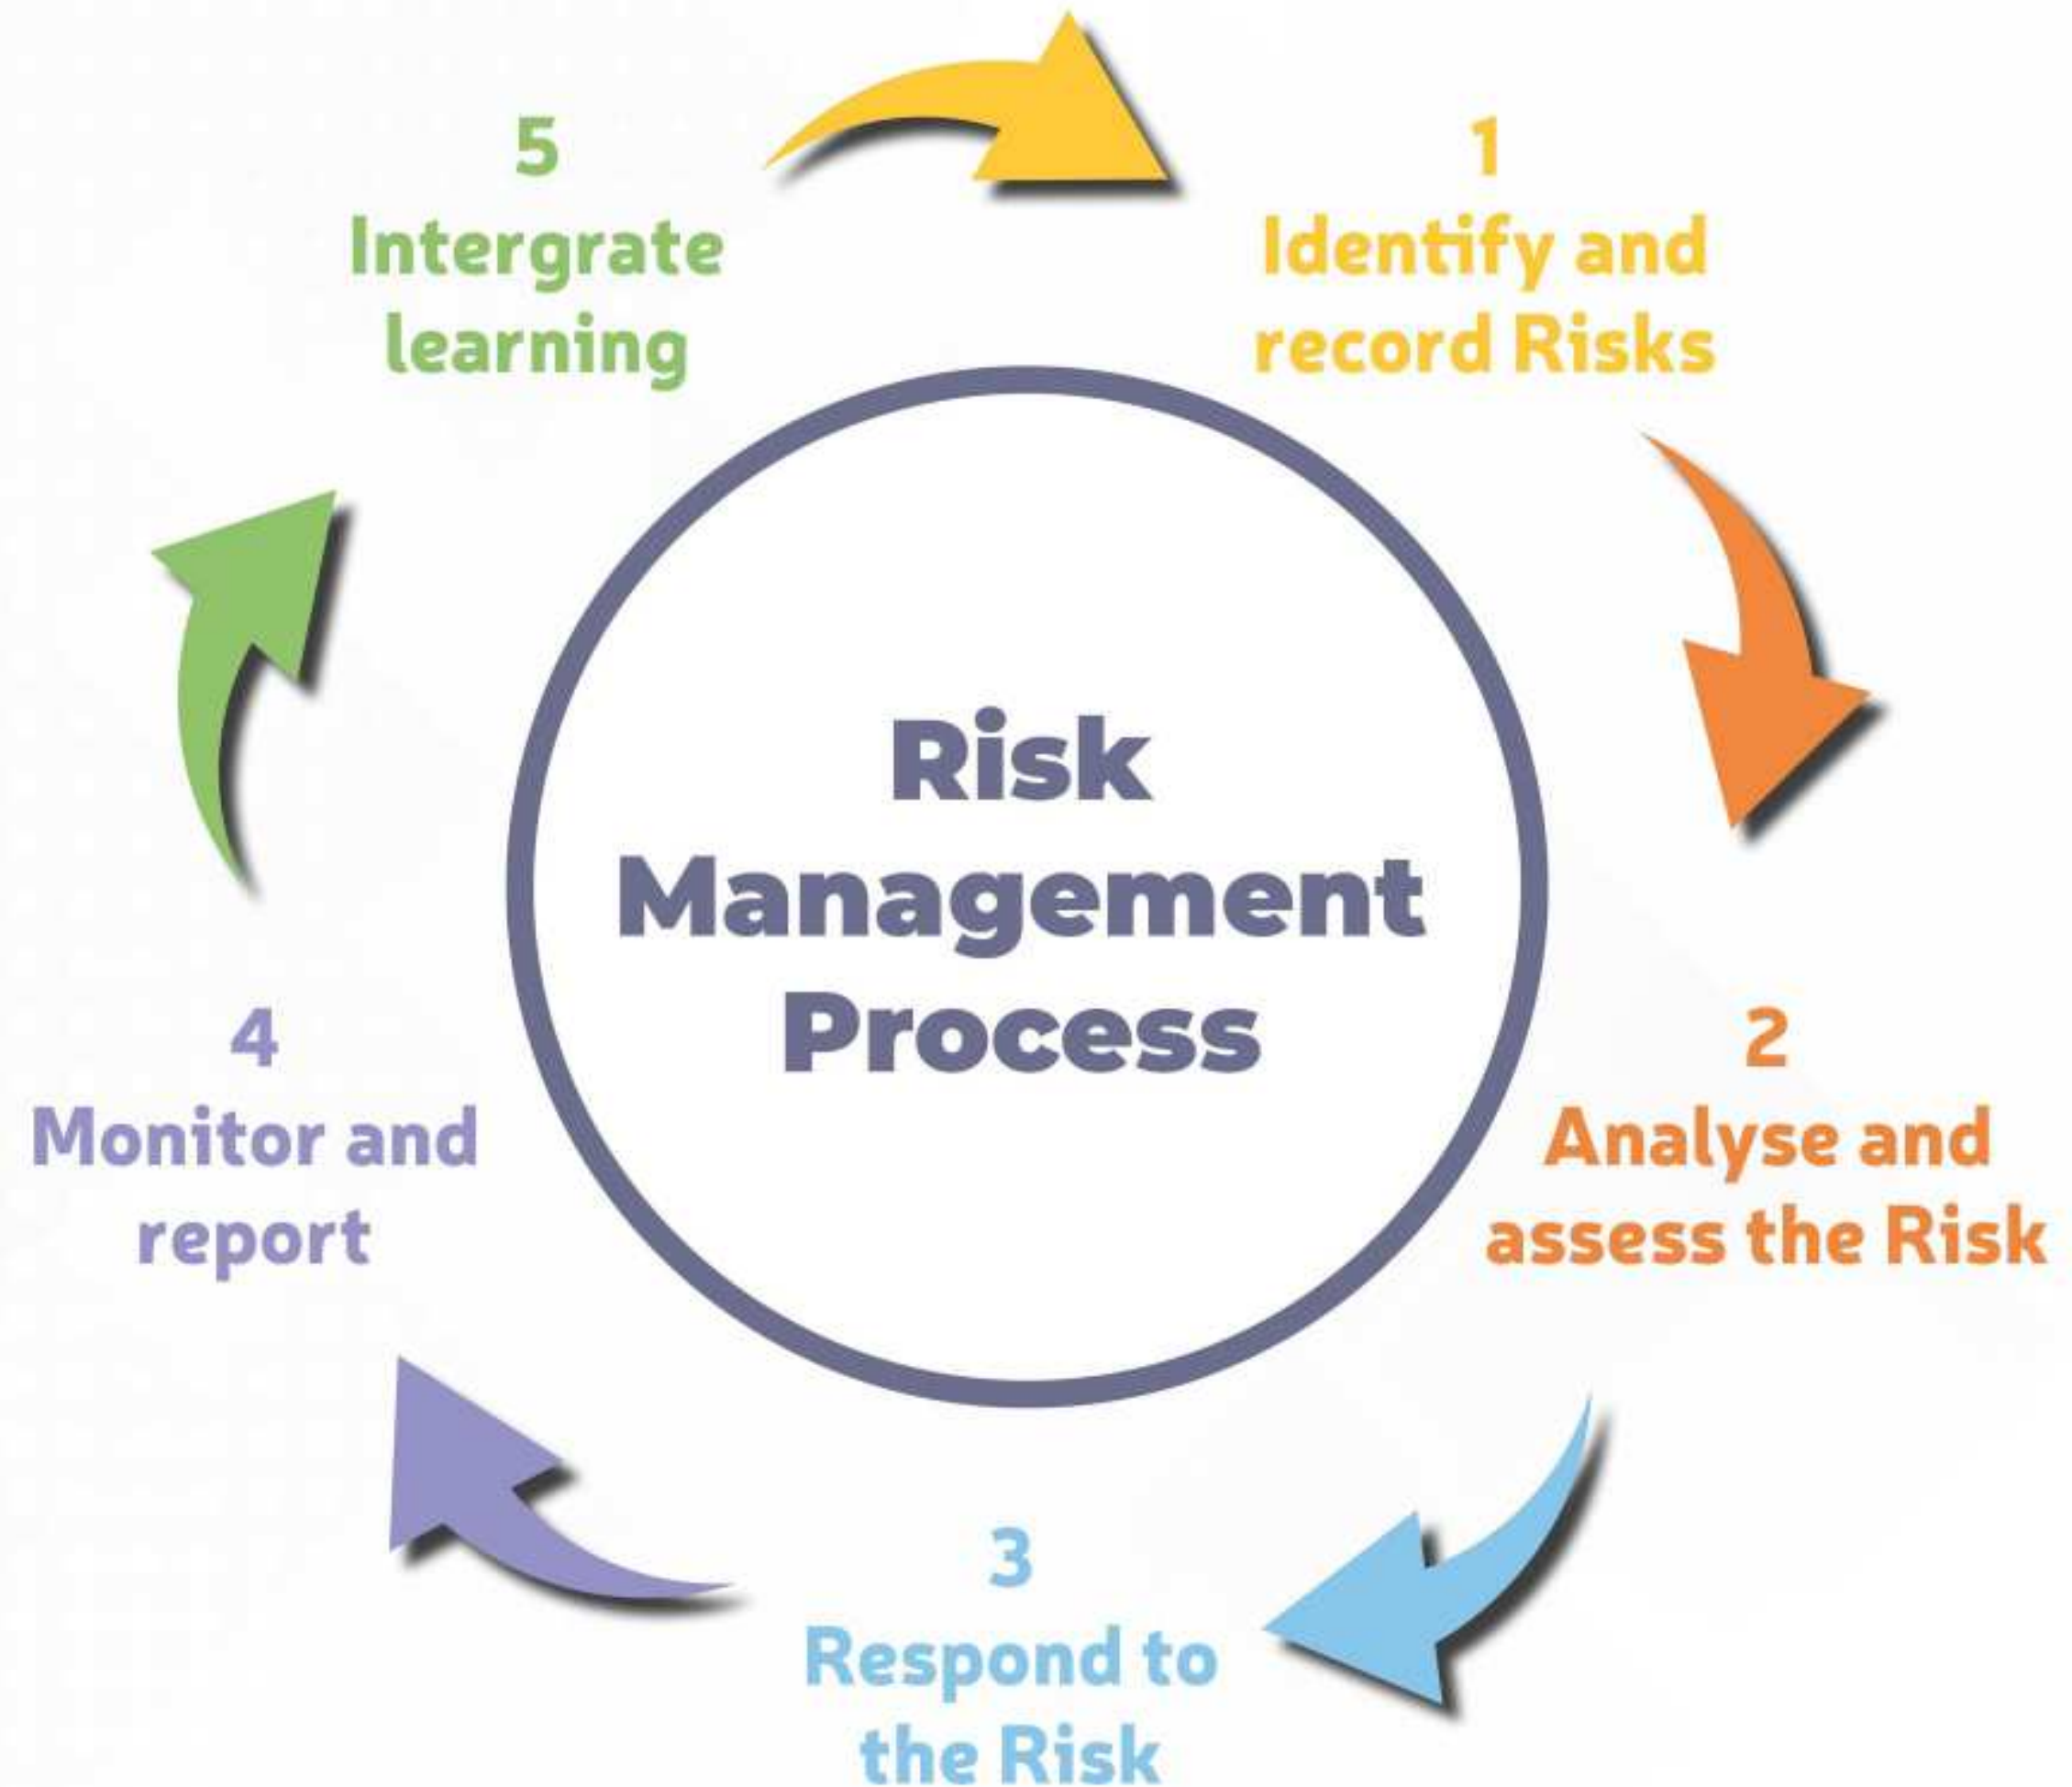 Risk
Management
Process
1
Identify and
record Risks
2
Analyse and
assess the Risk
3
Respond to
the Risk
4
Monitor and
report
5
Intergrate
learning